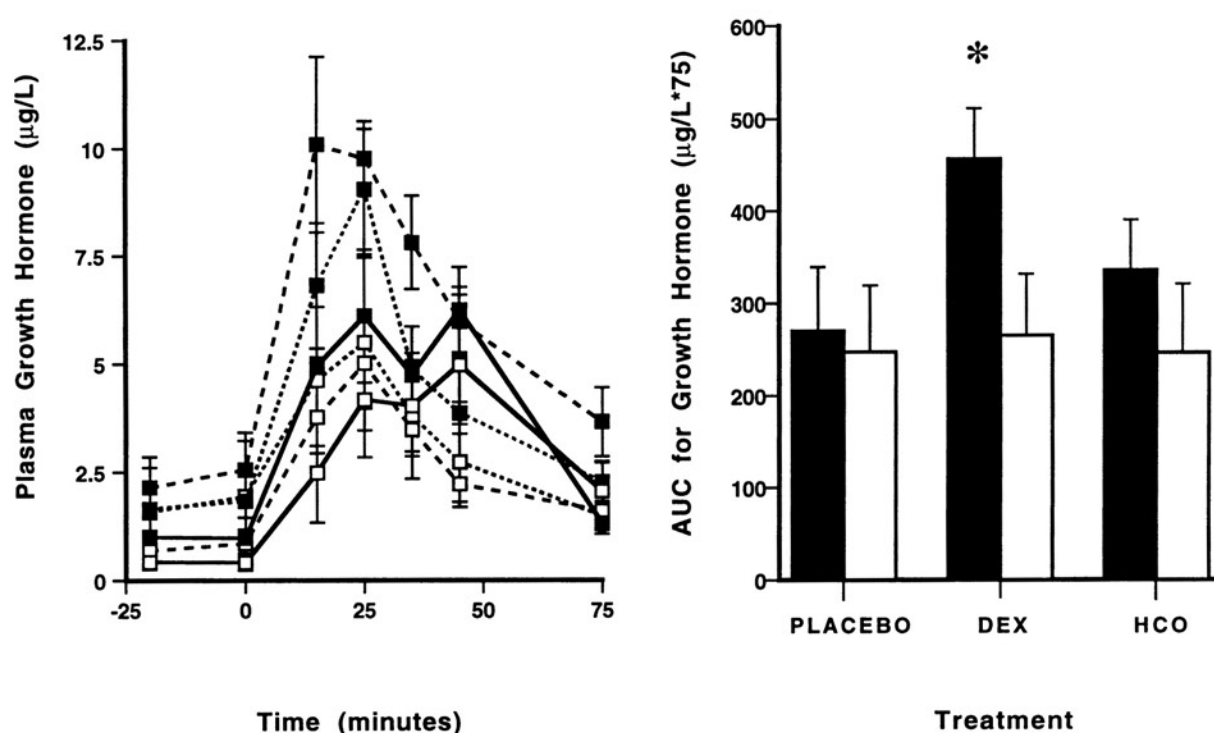 Plasma Growth Hormone (µg/L)
12.5
10
7.5
5
2.5
0
-25
0
25
50
75
Time (minutes)
AUC for Growth Hormone (µg/L*75)
600
500
400
300
200
100
0
*
PLACEBO
DEX
HCO
Treatment